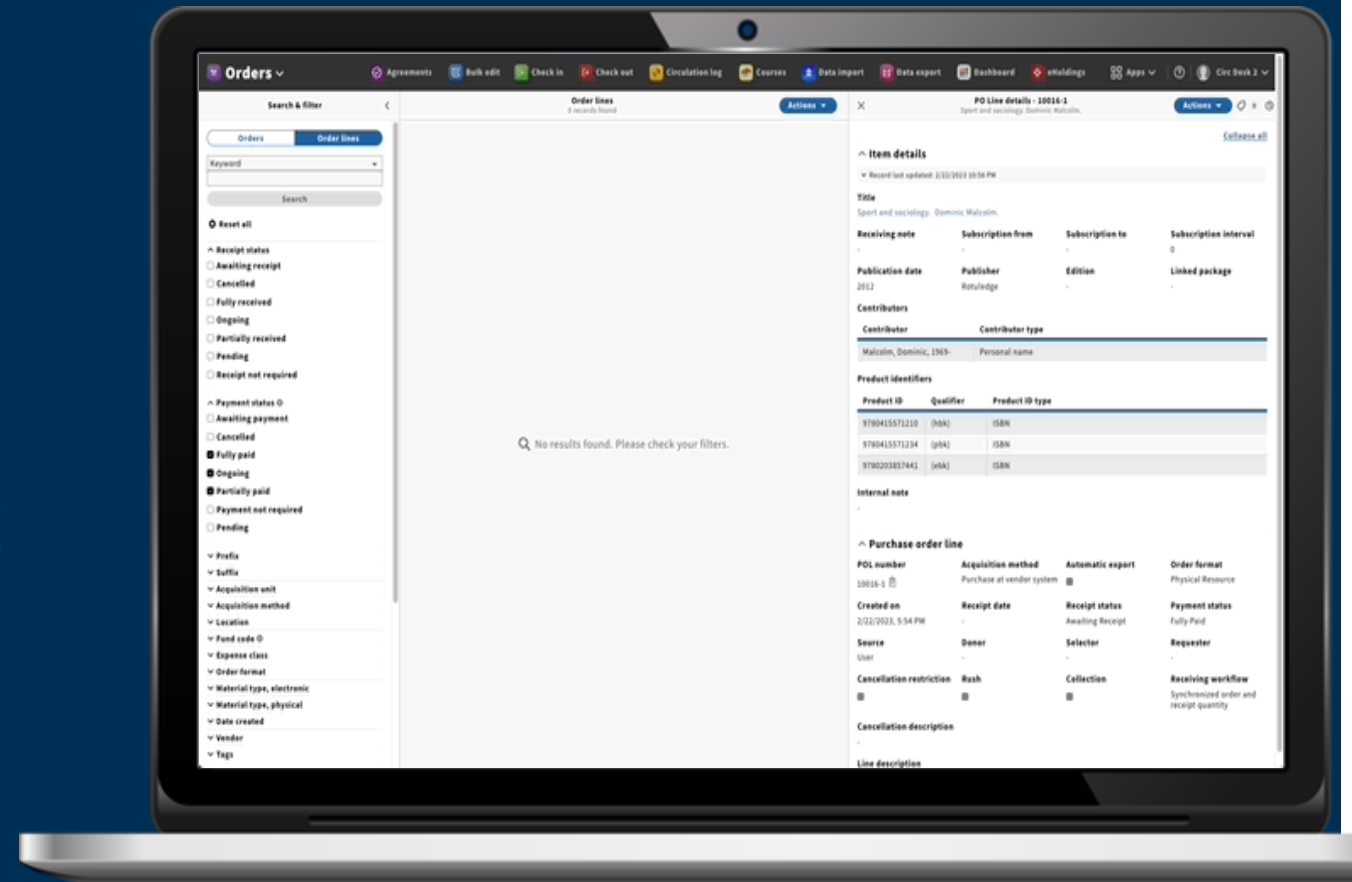 Orders
Agreements
Bulk edit
Check in
Check out
Circulation log
Courses
Data import
Data export
Dashboard
eHoldings
Apps
Circ Desk 2
Search & filter
Orders
Order lines
Keyword
Search
Reset all
Receipt status
Awaiting receipt
Cancelled
Fully received
Ongoing
Partially received
Pending
Receipt not required
Payment status
Awaiting payment
Cancelled
Fully paid
Ongoing
Partially paid
Payment not required
Pending
Prefix
Suffix
Acquisition unit
Acquisition method
Location
Fund code
Expense class
Order format
Material type, electronic
Material type, physical
Date created
Vendor
Tags
Order lines
0 records found
Actions
No results found. Please check your filters.
PO Line details - 10016-1
Sport and sociology. Dominic Malcolm.
Actions
Collapse all
Item details
Record last updated: 2/22/2023 10:56 PM
Title
Sport and sociology. Dominic Malcolm.
Receiving note Subscription from Subscription to Subscription interval
- - - 0
Publication date Publisher Edition Linked package
2012 Rotuledge - -
Contributors
Contributor Contributor type
Malcolm, Dominic, 1969- Personal name
Product identifiers
Product ID Qualifier Product ID type
9780415571210 (hbk) ISBN
9780415571234 (pbk) ISBN
9780203857441 (ebk) ISBN
Internal note
-
Purchase order line
POL number Acquisition method Automatic export Order format
10016-1 Purchase at vendor system Physical Resource
Created on Receipt date Receipt status Payment status
2/22/2023, 5:54 PM - Awaiting Receipt Fully Paid
Source Donor Selector Requester
User - - -
Cancellation restriction Rush Collection Receiving workflow
Synchronized order and
receipt quantity
Cancellation description
-
Line description